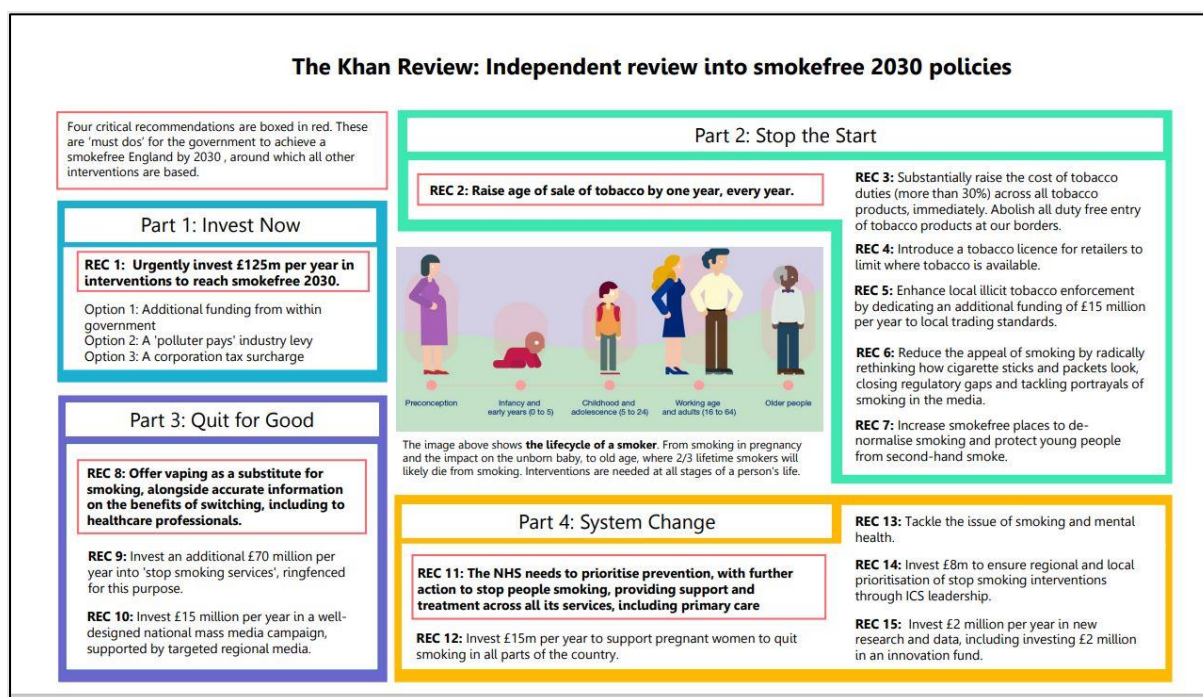 The Khan Review: Independent review into smokefree 2030 policies
Four critical recommendations are boxed in red. These
are 'must dos' for the government to achieve a
smokefree England by 2030 , around which all other
interventions are based.
Part 1: Invest Now
REC 1: Urgently invest £125m per year in
interventions to reach smokefree 2030.
Option 1: Additional funding from within
government
Option 2: A 'polluter pays' industry levy
Option 3: A corporation tax surcharge
Part 2: Stop the Start
REC 2: Raise age of sale of tobacco by one year, every year.
Preconception
Infancy and
early years (0 to 5)
Childhood and
adolescence (5 to 24)
Working age
and adults (16 to 64)
Older people
The image above shows the lifecycle of a smoker. From smoking in pregnancy
and the impact on the unborn baby, to old age, where 2/3 lifetime smokers will
likely die from smoking. Interventions are needed at all stages of a person's life.
REC 3: Substantially raise the cost of tobacco
duties (more than 30%) across all tobacco
products, immediately. Abolish all duty free entry
of tobacco products at our borders.
REC 4: Introduce a tobacco licence for retailers to
limit where tobacco is available.
REC 5: Enhance local illicit tobacco enforcement
by dedicating an additional funding of £15 million
per year to local trading standards.
REC 6: Reduce the appeal of smoking by radically
rethinking how cigarette sticks and packets look,
closing regulatory gaps and tackling portrayals of
smoking in the media.
REC 7: Increase smokefree places to de-
normalise smoking and protect young people
from second-hand smoke.
Part 3: Quit for Good
REC 8: Offer vaping as a substitute for
smoking, alongside accurate information
on the benefits of switching, including to
healthcare professionals.
REC 9: Invest an additional £70 million per
year into 'stop smoking services', ringfenced
for this purpose.
REC 10: Invest £15 million per year in a well-
designed national mass media campaign,
supported by targeted regional media.
Part 4: System Change
REC 11: The NHS needs to prioritise prevention, with further
action to stop people smoking, providing support and
treatment across all its services, including primary care
REC 12: Invest £15m per year to support pregnant women to quit
smoking in all parts of the country.
REC 13: Tackle the issue of smoking and mental
health.
REC 14: Invest £8m to ensure regional and local
prioritisation of stop smoking interventions
through ICS leadership.
REC 15: Invest £2 million per year in new
research and data, including investing £2 million
in an innovation fund.